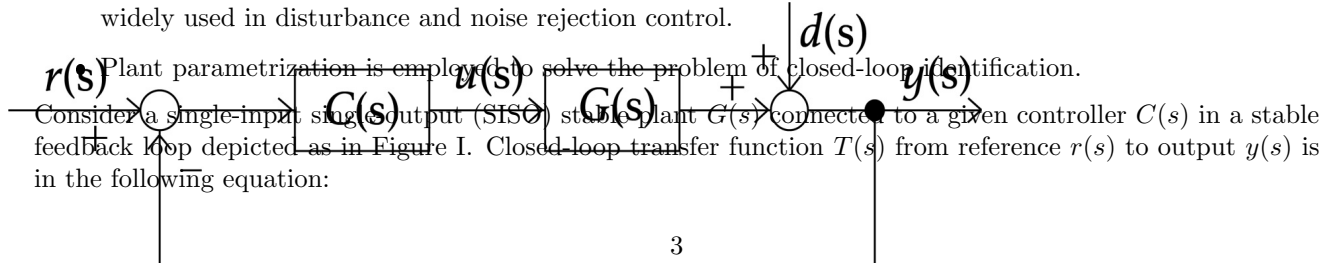 widely used in disturbance and noise rejection control.
d(s)
+
• Plant parametrization is employed to solve the problem of closed-loop identification.
r(s)
u(s)
y(s)
+
Consider a single-input single-output (SISO) stable plant G(s) connected to a given controller C(s) in a stable
C(s)
G(s)
+
feedback loop depicted as in Figure I. Closed-loop transfer function T(s) from reference r(s) to output y(s) is
−
in the following equation:
3